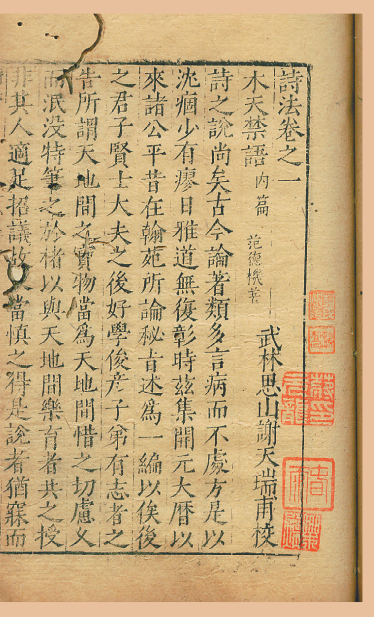 詩法卷之一
木天禁語 内篇 范德機著
武林思山謝天瑞甫校
詩之說尚矣古今論著類多言病而不處方是以
沈痼少有瘳日雅道無復彰時兹集開元大曆以
來諸公平昔在翰苑所論秘旨述爲一編以俟後
之君子賢士大夫之後好學俊彦子弟有志者之
告所謂天地間之寳物當爲天地間惜之切慮久
而泯没特筆之於楮以與天地間樂育者共之授
非其人適足招議故又當慎之得是說者猶寐而